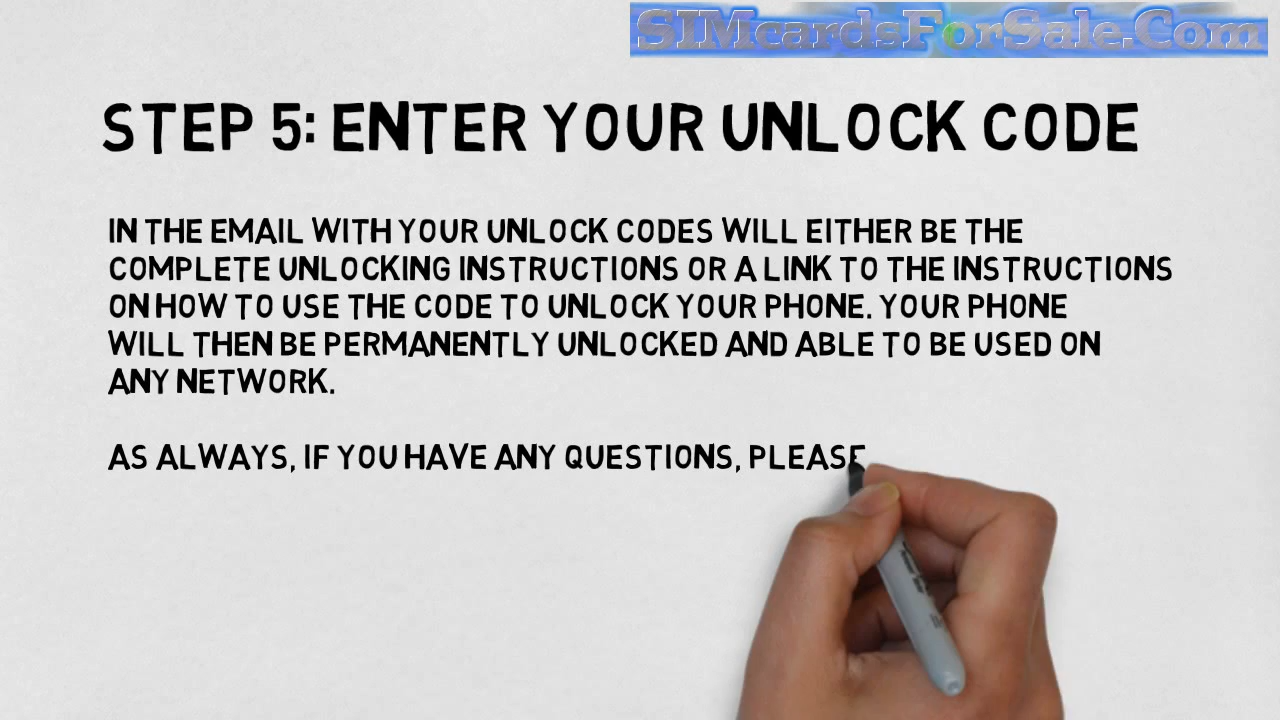 SIMcardsForSale.Com
STEP 5: ENTER YOUR UNLOCK CODE
IN THE EMAIL WITH YOUR UNLOCK CODES WILL EITHER BE THE
COMPLETE UNLOCKING INSTRUCTIONS OR A LINK TO THE INSTRUCTIONS
ON HOW TO USE THE CODE TO UNLOCK YOUR PHONE. YOUR PHONE
WILL THEN BE PERMANENTLY UNLOCKED AND ABLE TO BE USED ON
ANY NETWORK.
AS ALWAYS, IF YOU HAVE ANY QUESTIONS, PLEASE